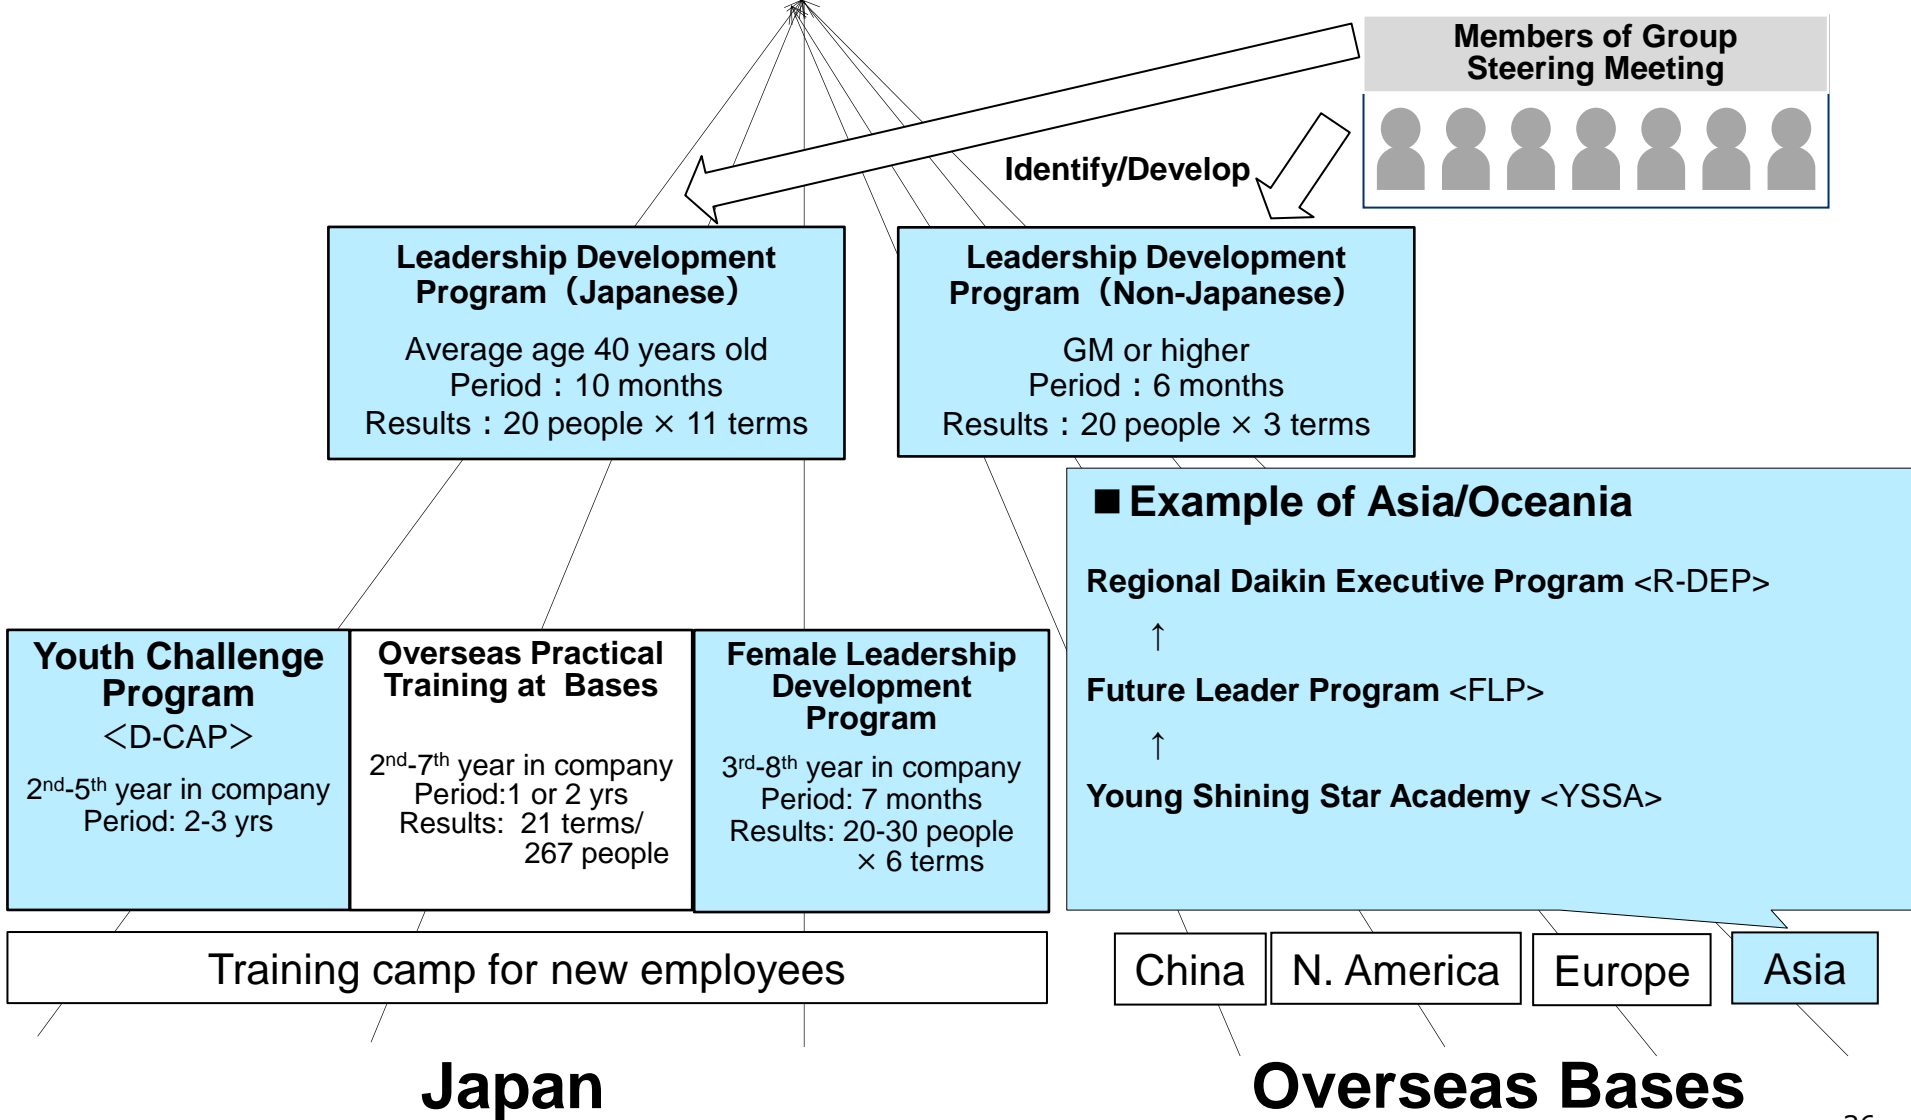 Members of Group
Steering Meeting
Identify/Develop
Leadership Development
Program（Japanese）
Average age 40 years old
Period：10 months
Results：20 people × 11 terms
Leadership Development
Program（Non-Japanese）
GM or higher
Period：6 months
Results：20 people × 3 terms
■ Example of Asia/Oceania
Regional Daikin Executive Program <R-DEP>
↑
Future Leader Program <FLP>
↑
Young Shining Star Academy <YSSA>
Youth Challenge
Program
＜D-CAP＞
2nd-5th year in company
Period: 2-3 yrs
Overseas Practical
Training at Bases
2nd-7th year in company
Period:1 or 2 yrs
Results: 21 terms/
267 people
Female Leadership
Development
Program
3rd-8th year in company
Period: 7 months
Results: 20-30 people
× 6 terms
Training camp for new employees
China
N. America
Europe
Asia
Japan
Overseas Bases